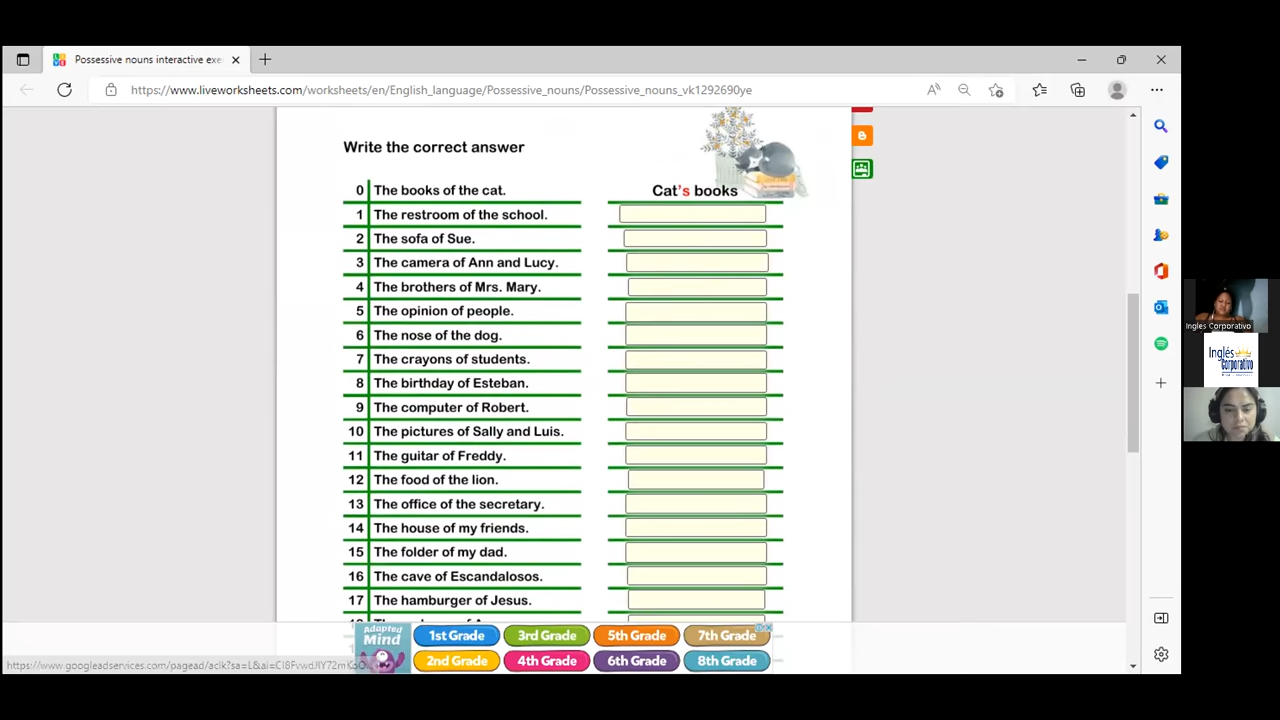 Possessive nouns interactive exe
https://www.liveworksheets.com/worksheets/en/English_language/Possessive_nouns/Possessive_nouns_vk1292690ye
Write the correct answer
0 The books of the cat. Cat's books
1 The restroom of the school.
2 The sofa of Sue.
3 The camera of Ann and Lucy.
4 The brothers of Mrs. Mary.
5 The opinion of people.
6 The nose of the dog.
7 The crayons of students.
8 The birthday of Esteban.
9 The computer of Robert.
10 The pictures of Sally and Luis.
11 The guitar of Freddy.
12 The food of the lion.
13 The office of the secretary.
14 The house of my friends.
15 The folder of my dad.
16 The cave of Escandalosos.
17 The hamburger of Jesus.
Adapted
Mind
1st Grade 3rd Grade 5th Grade 7th Grade
2nd Grade 4th Grade 6th Grade 8th Grade
Ingles Corporativo
Inglés
Corporativo